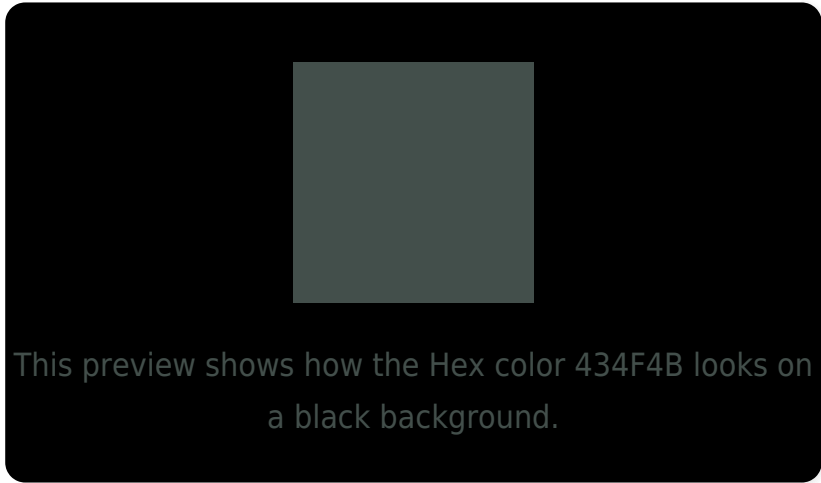 This preview shows how the Hex color 434F4B looks on
a black background.